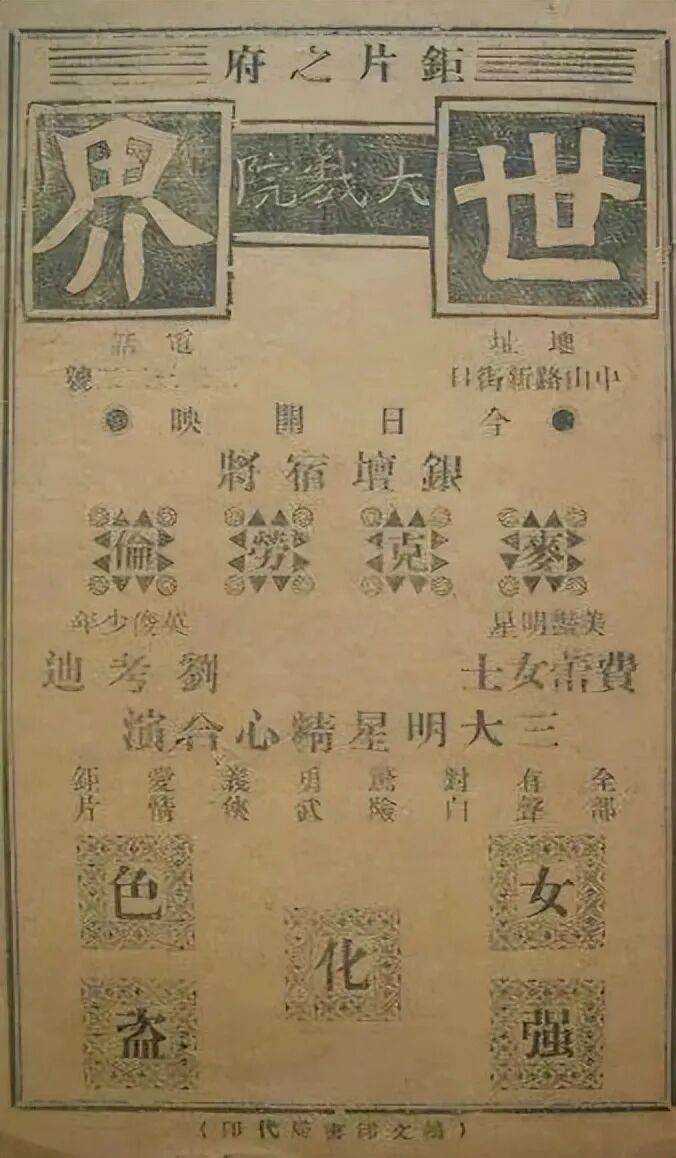 鉅片之府
世界
大戲院
地址
中山路新街口
電話
號
今日開映
銀壇宿將
麥克勞倫
美艷明星
費蕾女士
英俊少年
劉考迪
三大明星精心合演
全部 有聲 對白 驚險 勇武 義俠 愛情 鉅片
女 色
化
强 盜
文印書局代印